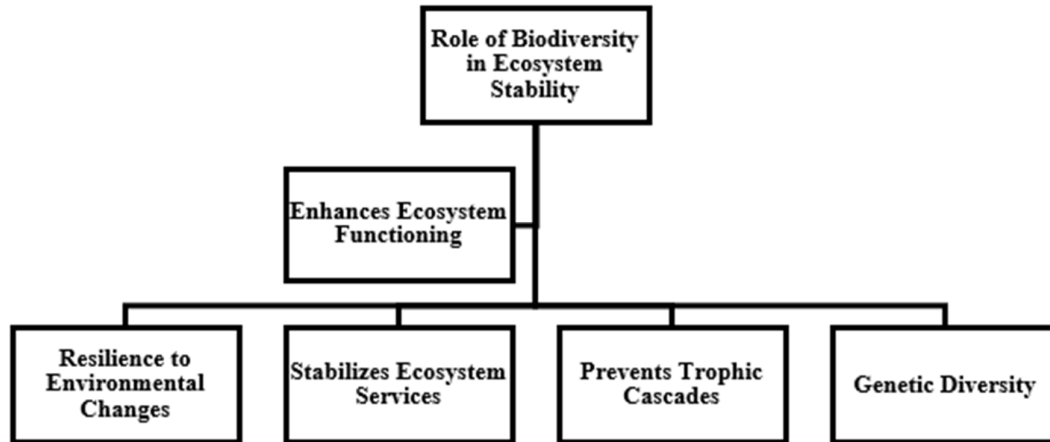 Role of Biodiversity
in Ecosystem
Stability
Enhances Ecosystem
Functioning
Resilience to
Environmental
Changes
Stabilizes Ecosystem
Services
Prevents Trophic
Cascades
Genetic Diversity